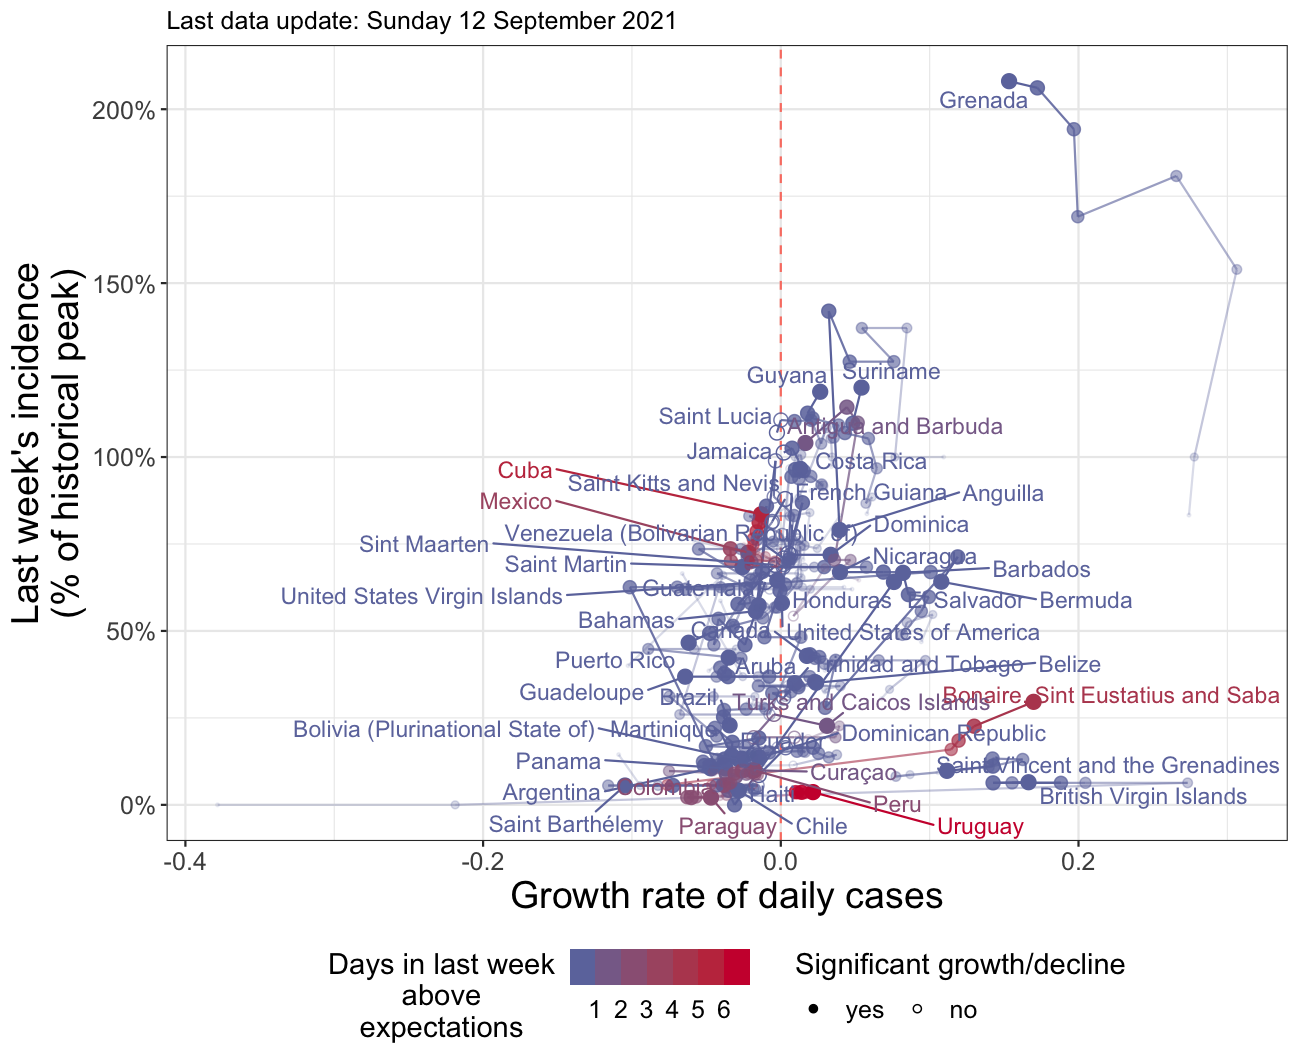 Last data update: Sunday 12 September 2021
Last week's incidence
(% of historical peak)
200%
150%
100%
50%
0%
Grenada
Guyana
Suriname
Saint Lucia
Antigua and Barbuda
Jamaica
Costa Rica
Cuba
Saint Kitts and Nevis
French Guiana
Anguilla
Mexico
Dominica
Venezuela (Bolivarian Republic of)
Sint Maarten
Nicaragua
Saint Martin
Barbados
Guatemala
United States Virgin Islands
Honduras
El Salvador
Bermuda
Bahamas
Canada
United States of America
Puerto Rico
Aruba
Trinidad and Tobago
Belize
Guadeloupe
Brazil
Turks and Caicos Islands
Bonaire, Sint Eustatius and Saba
Bolivia (Plurinational State of)
Martinique
Ecuador
Dominican Republic
Panama
Curaçao
Saint Vincent and the Grenadines
Argentina
Colombia
Haiti
Peru
British Virgin Islands
Saint Barthélemy
Paraguay
Chile
Uruguay
-0.4
-0.2
0.0
0.2
Growth rate of daily cases
Days in last week
above
expectations
1 2 3 4 5 6
Significant growth/decline
yes
no